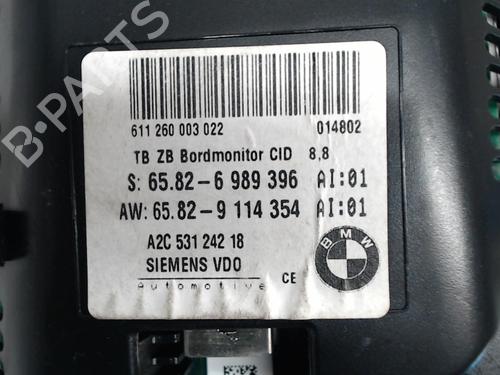 611 260 003 022 014802
TB ZB Bordmonitor CID 8,8
S: 65.82-6 989 396 AI:01
AW: 65.82-9 114 354 AI:01
A2C 531 242 18
SIEMENS VDO
Automotive CE
BMW